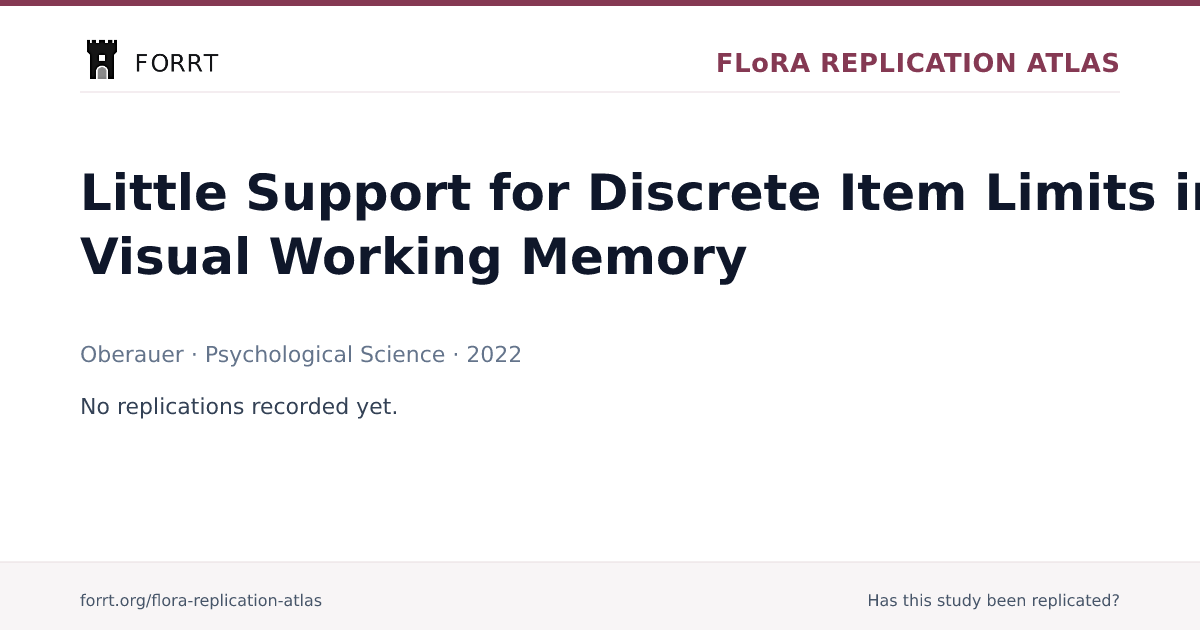 FORRT
FLoRA REPLICATION ATLAS
Little Support for Discrete Item Limits i
Visual Working Memory
Oberauer · Psychological Science · 2022
No replications recorded yet.
forrt.org/flora-replication-atlas
Has this study been replicated?